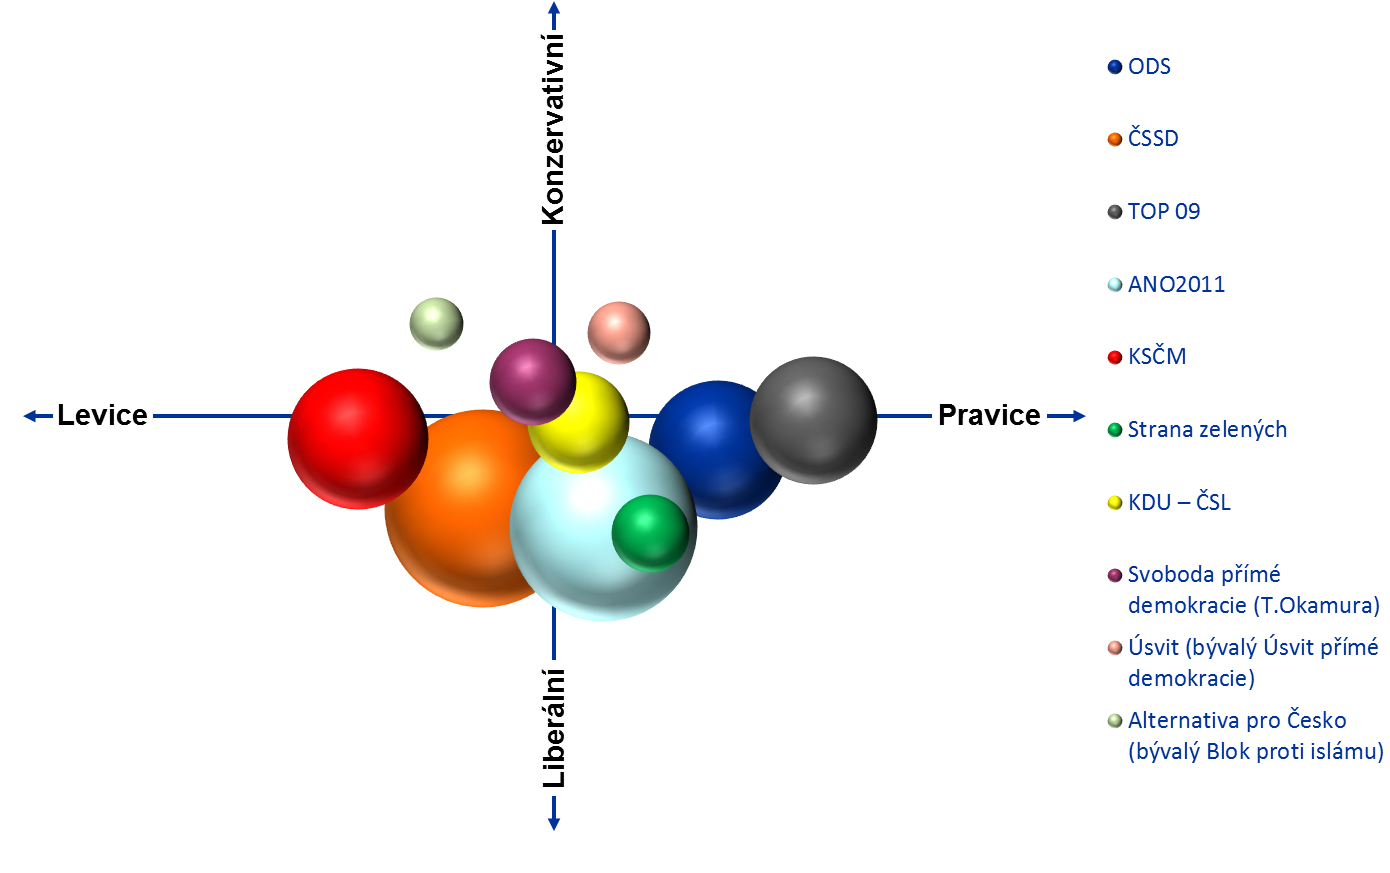 Konzervativní
Levice
Pravice
Liberální
ODS
ČSSD
TOP 09
ANO2011
KSČM
Strana zelených
KDU – ČSL
Svoboda přímé
demokracie (T.Okamura)
Úsvit (bývalý Úsvit přímé
demokracie)
Alternativa pro Česko
(bývalý Blok proti islámu)